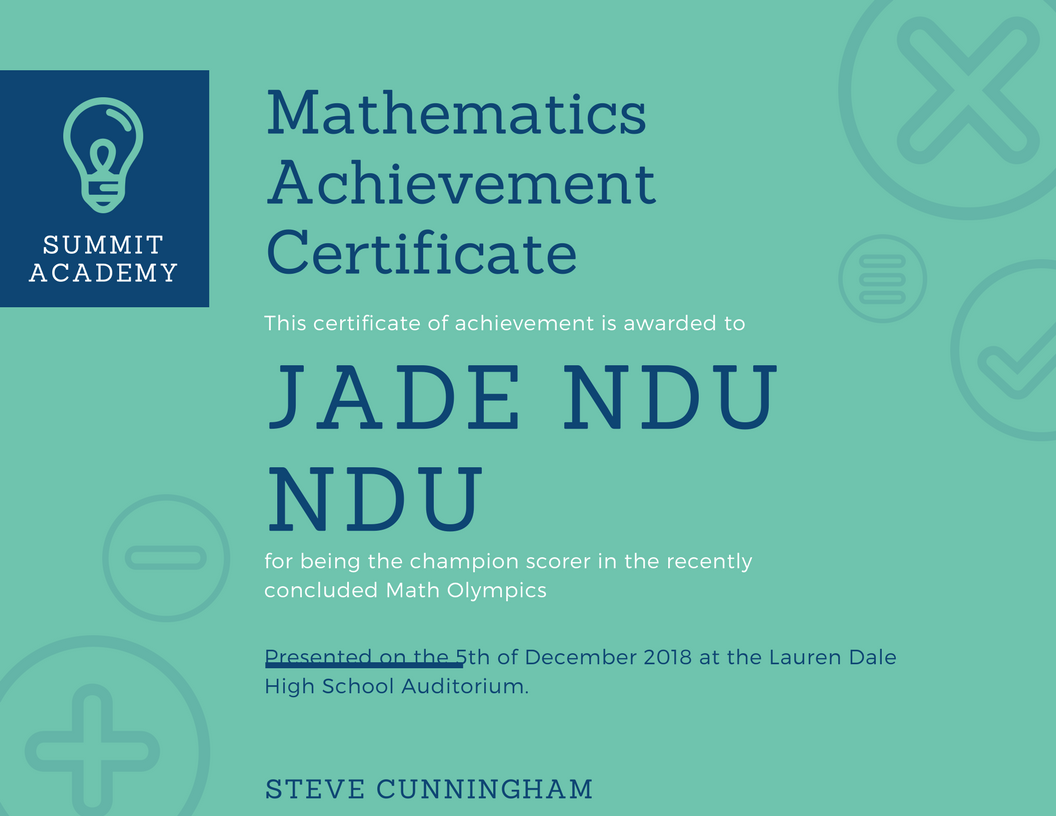 SUMMIT
ACADEMY
Mathematics
Achievement
Certificate
This certificate of achievement is awarded to
JADE NDU
NDU
for being the champion scorer in the recently
concluded Math Olympics
Presented on the 5th of December 2018 at the Lauren Dale
High School Auditorium.
STEVE CUNNINGHAM